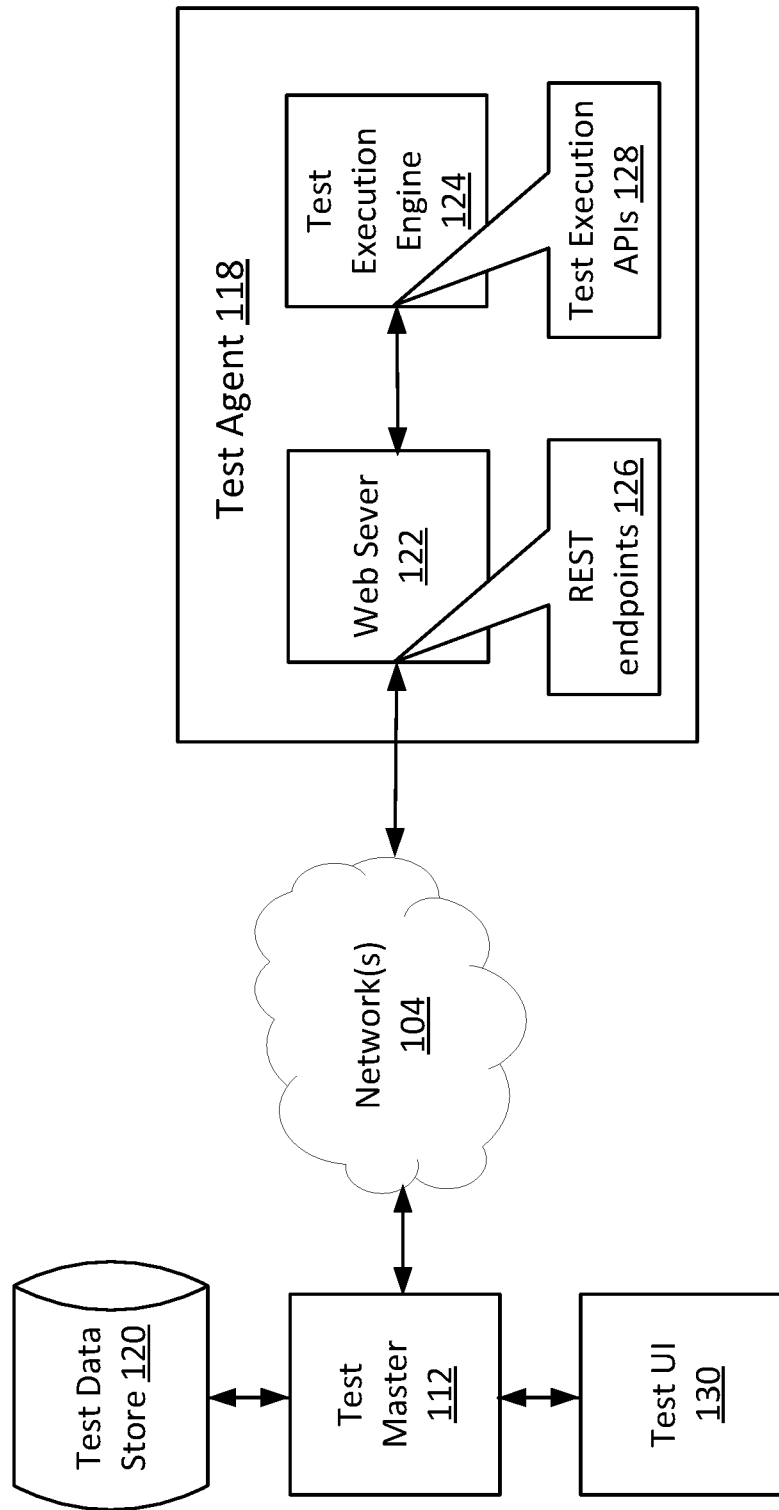 Test Data
Store 120
Test
Master
112
Test UI
130
Network(s)
104
Test Agent 118
Web Sever
122
REST
endpoints 126
Test
Execution
Engine
124
Test Execution
APIs 128